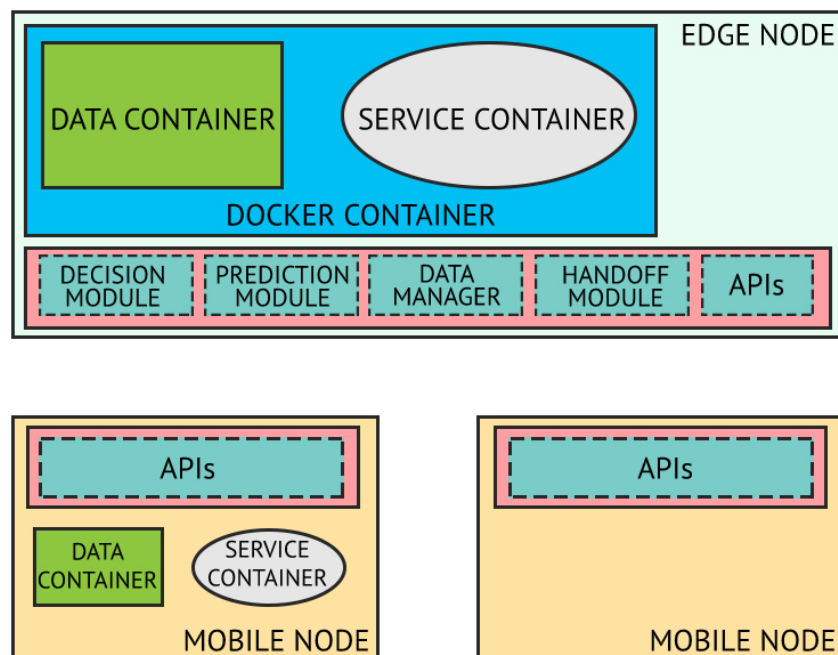 EDGE NODE
DATA CONTAINER
SERVICE CONTAINER
DOCKER CONTAINER
DECISION
MODULE
PREDICTION
MODULE
DATA
MANAGER
HANDOFF
MODULE
APIs
APIs
DATA
CONTAINER
SERVICE
CONTAINER
MOBILE NODE
APIs
MOBILE NODE